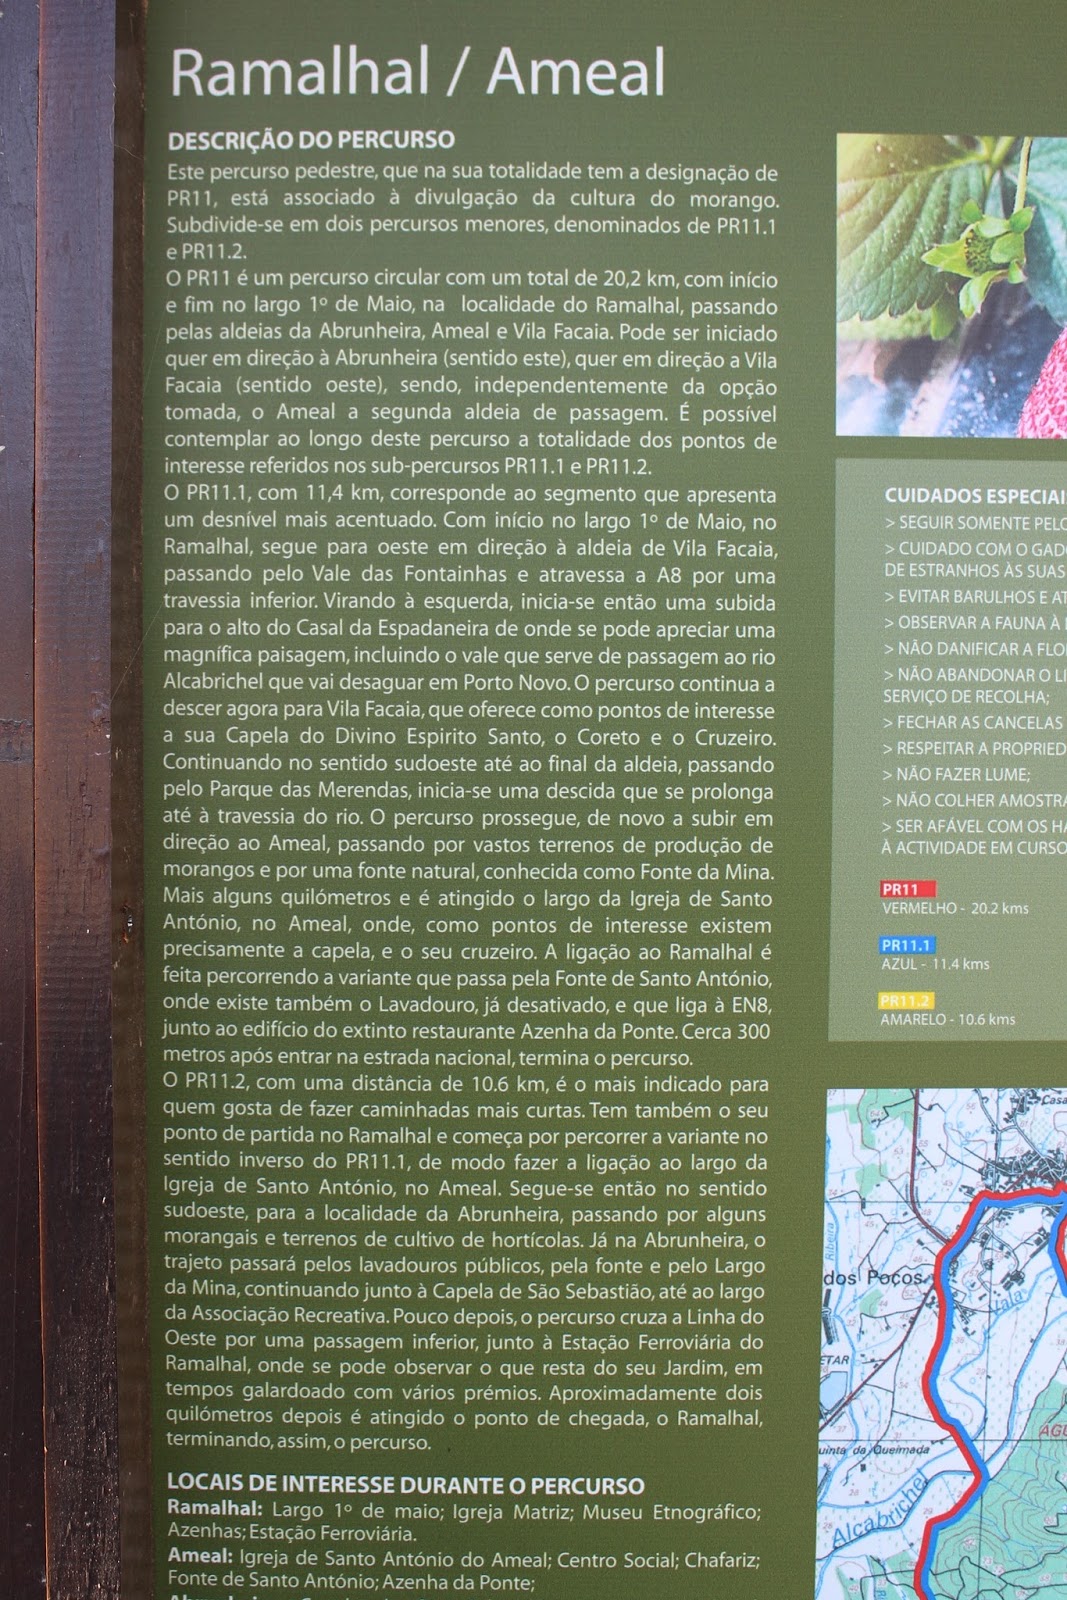 Ramalhal / Ameal
DESCRIÇÃO DO PERCURSO
Este percurso pedestre, que na sua totalidade tem a designação de
PR11, está associado à divulgação da cultura do morango.
Subdivide-se em dois percursos menores, denominados de PR11.1
e PR11.2.
O PR11 é um percurso circular com um total de 20,2 km, com início
e fim no largo 1º de Maio, na localidade do Ramalhal, passando
pelas aldeias da Abrunheira, Ameal e Vila Facaia. Pode ser iniciado
quer em direção à Abrunheira (sentido este), quer em direção a Vila
Facaia (sentido oeste), sendo, independentemente da opção
tomada, o Ameal a segunda aldeia de passagem. É possível
contemplar ao longo deste percurso a totalidade dos pontos de
interesse referidos nos sub-percursos PR11.1 e PR11.2.
O PR11.1, com 11,4 km, corresponde ao segmento que apresenta
um desnível mais acentuado. Com início no largo 1º de Maio, no
Ramalhal, segue para oeste em direção à aldeia de Vila Facaia,
passando pelo Vale das Fontainhas e atravessa a A8 por uma
travessia inferior. Virando à esquerda, inicia-se então uma subida
para o alto do Casal da Espadaneira de onde se pode apreciar uma
magnífica paisagem, incluindo o vale que serve de passagem ao rio
Alcabrichel que vai desaguar em Porto Novo. O percurso continua a
descer agora para Vila Facaia, que oferece como pontos de interesse
a sua Capela do Divino Espirito Santo, o Coreto e o Cruzeiro.
Continuando no sentido sudoeste até ao final da aldeia, passando
pelo Parque das Merendas, inicia-se uma descida que se prolonga
até à travessia do rio. O percurso prossegue, de novo a subir em
direção ao Ameal, passando por vastos terrenos de produção de
morangos e por uma fonte natural, conhecida como Fonte da Mina.
Mais alguns quilómetros e é atingido o largo da Igreja de Santo
António, no Ameal, onde, como pontos de interesse existem
precisamente a capela, e o seu cruzeiro. A ligação ao Ramalhal é
feita percorrendo a variante que passa pela Fonte de Santo António,
onde existe também o Lavadouro, já desativado, e que liga à EN8,
junto ao edifício do extinto restaurante Azenha da Ponte. Cerca 300
metros após entrar na estrada nacional, termina o percurso.
O PR11.2, com uma distância de 10.6 km, é o mais indicado para
quem gosta de fazer caminhadas mais curtas. Tem também o seu
ponto de partida no Ramalhal e começa por percorrer a variante no
sentido inverso do PR11.1, de modo fazer a ligação ao largo da
Igreja de Santo António, no Ameal. Segue-se então no sentido
sudoeste, para a localidade da Abrunheira, passando por alguns
morangais e terrenos de cultivo de hortícolas. Já na Abrunheira, o
trajeto passará pelos lavadouros públicos, pela fonte e pelo Largo
da Mina, continuando junto à Capela de São Sebastião, até ao largo
da Associação Recreativa. Pouco depois, o percurso cruza a Linha do
Oeste por uma passagem inferior, junto à Estação Ferroviária do
Ramalhal, onde se pode observar o que resta do seu Jardim, em
tempos galardoado com vários prémios. Aproximadamente dois
quilómetros depois é atingido o ponto de chegada, o Ramalhal,
terminando, assim, o percurso.
LOCAIS DE INTERESSE DURANTE O PERCURSO
Ramalhal: Largo 1º de maio; Igreja Matriz; Museu Etnográfico;
Azenhas; Estação Ferroviária.
Ameal: Igreja de Santo António do Ameal; Centro Social; Chafariz;
Fonte de Santo António; Azenha da Ponte;
CUIDADOS ESPECIAI
> SEGUIR SOMENTE PEL
> CUIDADO COM O GAD
DE ESTRANHOS ÀS SUAS
> EVITAR BARULHOS E AT
> OBSERVAR A FAUNA À
> NÃO DANIFICAR A FLO
> NÃO ABANDONAR O LI
SERVIÇO DE RECOLHA;
> FECHAR AS CANCELAS
> RESPEITAR A PROPRIED
> NÃO FAZER LUME;
> NÃO COLHER AMOSTRA
> SER AFÁVEL COM OS HA
À ACTIVIDADE EM CURSO
PR11
VERMELHO - 20.2 kms
PR11.1
AZUL - 11.4 kms
PR11.2
AMARELO - 10.6 kms
Casa
Ribeira
dos Poços
ETAR
uinta da Queimada
AGU
Alcabrichel